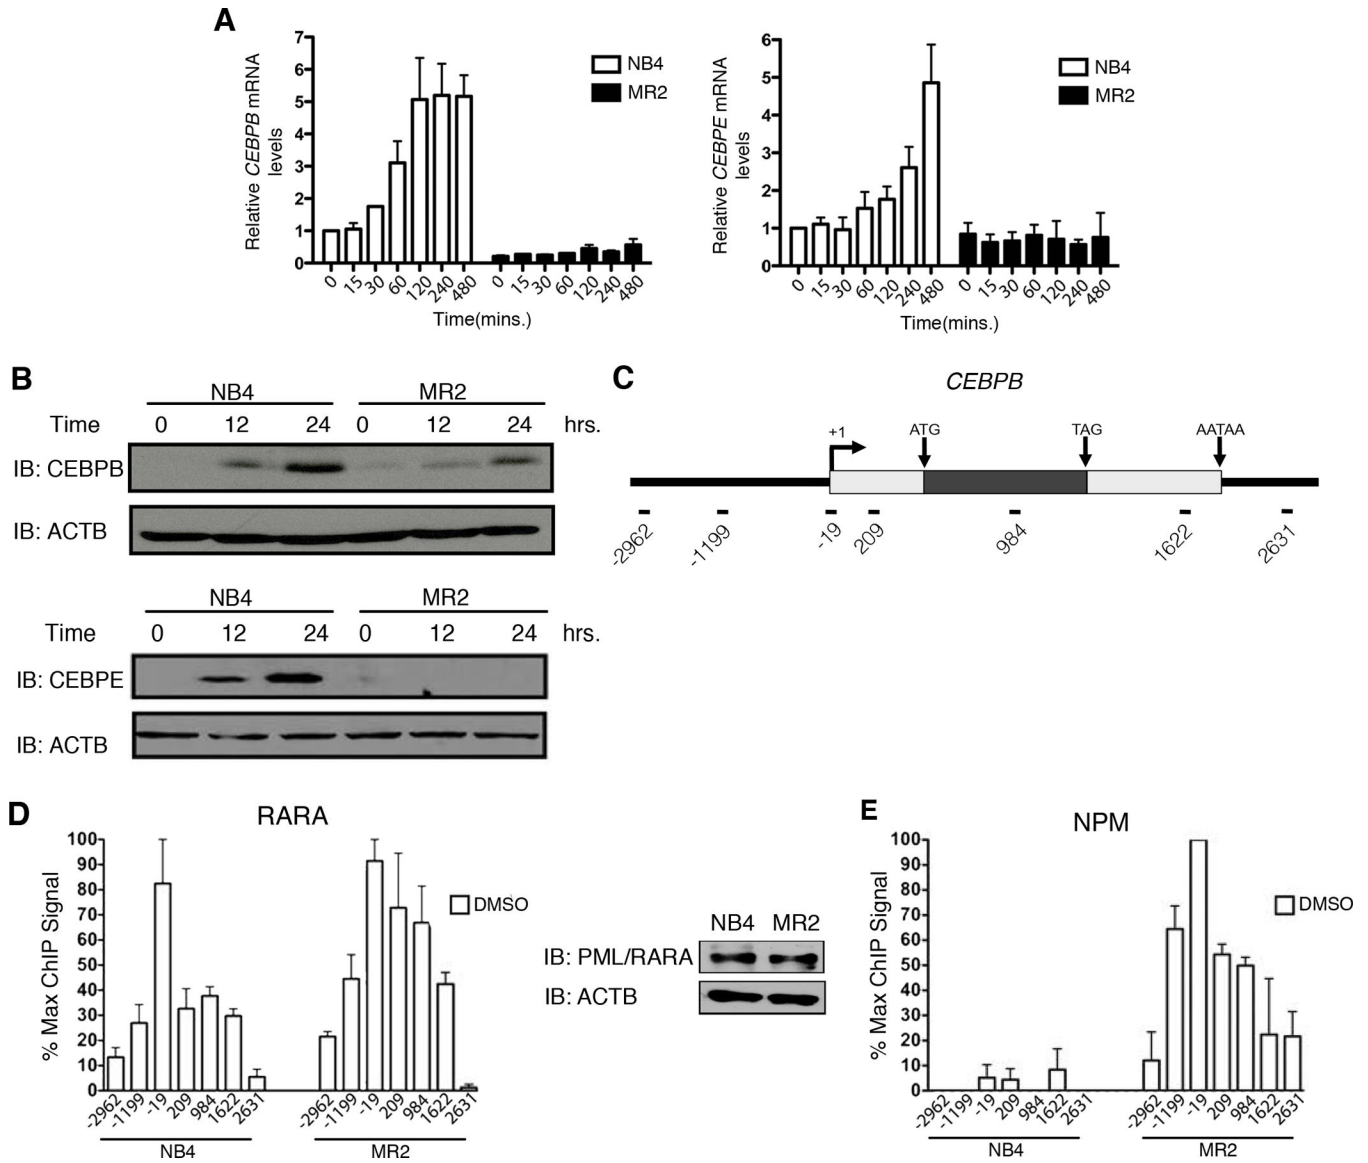 A
Relative CEBPB mRNA
levels
7
6
5
4
3
2
1
0
NB4
MR2
0 15 30 60 120 240 480 0 15 30 60 120 240 480
Time(mins.)
Relative CEBPE mRNA
levels
6
5
4
3
2
1
0
NB4
MR2
0 15 30 60 120 240 480 0 15 30 60 120 240 480
Time(mins.)
B
NB4 MR2
Time 0 12 24 0 12 24 hrs.
IB: CEBPB
IB: ACTB
NB4 MR2
Time 0 12 24 0 12 24 hrs.
IB: CEBPE
IB: ACTB
C
CEBPB
+1 ATG TAG AATAA
-2962 -1199 -19 209 984 1622 2631
D
RARA
% Max ChIP Signal
100
90
80
70
60
50
40
30
20
10
0
DMSO
-2962 -1199 -19 209 984 1622 2631 -2962 -1199 -19 209 984 1622 2631
NB4 MR2
NB4 MR2
IB: PML/RARA
IB: ACTB
E
NPM
% Max ChIP Signal
100
90
80
70
60
50
40
30
20
10
0
DMSO
-2962 -1199 -19 209 984 1622 2631 -2962 -1199 -19 209 984 1622 2631
NB4 MR2